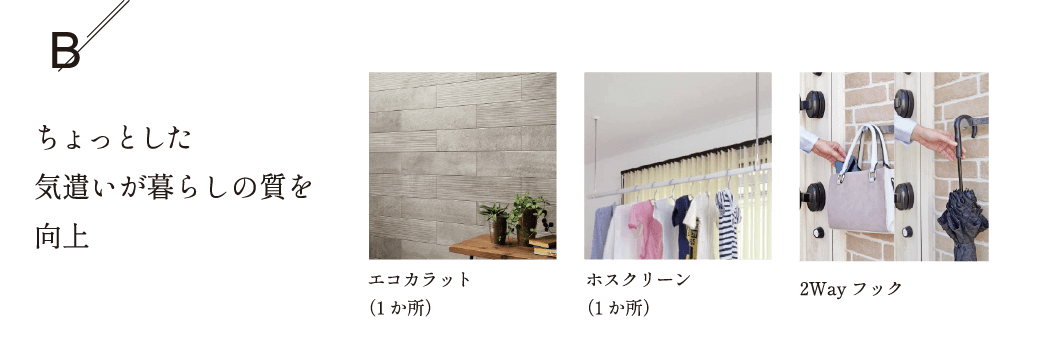 B
ちょっとした
気遣いが暮らしの質を
向上
エコカラット
（1か所）
ホスクリーン
（1か所）
2Way フック